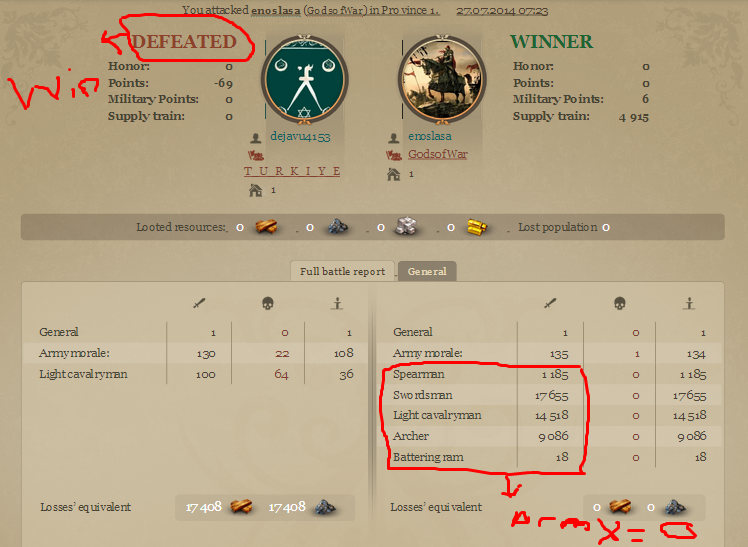 You attacked enoslasa (GodsofWar) in Province 1. 27.07.2014 07:23
DEFEATED
WINNER
Win
Honor: 0
Points: -69
Military Points: 0
Supply train: 0
Honor: 0
Points: 0
Military Points: 6
Supply train: 4 915
dejavu4153
T U R K I Y E
1
enoslasa
GodsofWar
1
Looted resources: 0 0 0 0 Lost population 0
Full battle report General
General 1 0 1
Army morale: 130 22 108
Light cavalryman 100 64 36
General 1 0 1
Army morale: 135 1 134
Spearman 1 185 0 1 185
Swordsman 17 655 0 17 655
Light cavalryman 14 518 0 14 518
Archer 9 086 0 9 086
Battering ram 18 0 18
Losses' equivalent 17 408 17 408
Losses' equivalent 0 0